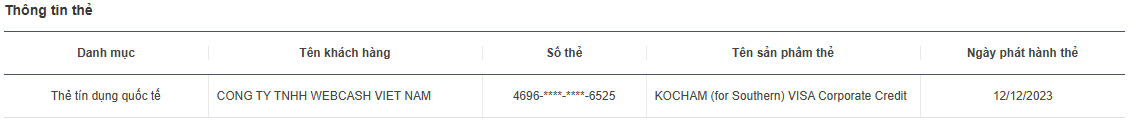 Thông tin thẻ
Danh mục Tên khách hàng Số thẻ Tên sản phẩm thẻ Ngày phát hành thẻ
Thẻ tín dụng quốc tế CONG TY TNHH WEBCASH VIET NAM 4696-****-****-6525 KOCHAM (for Southern) VISA Corporate Credit 12/12/2023